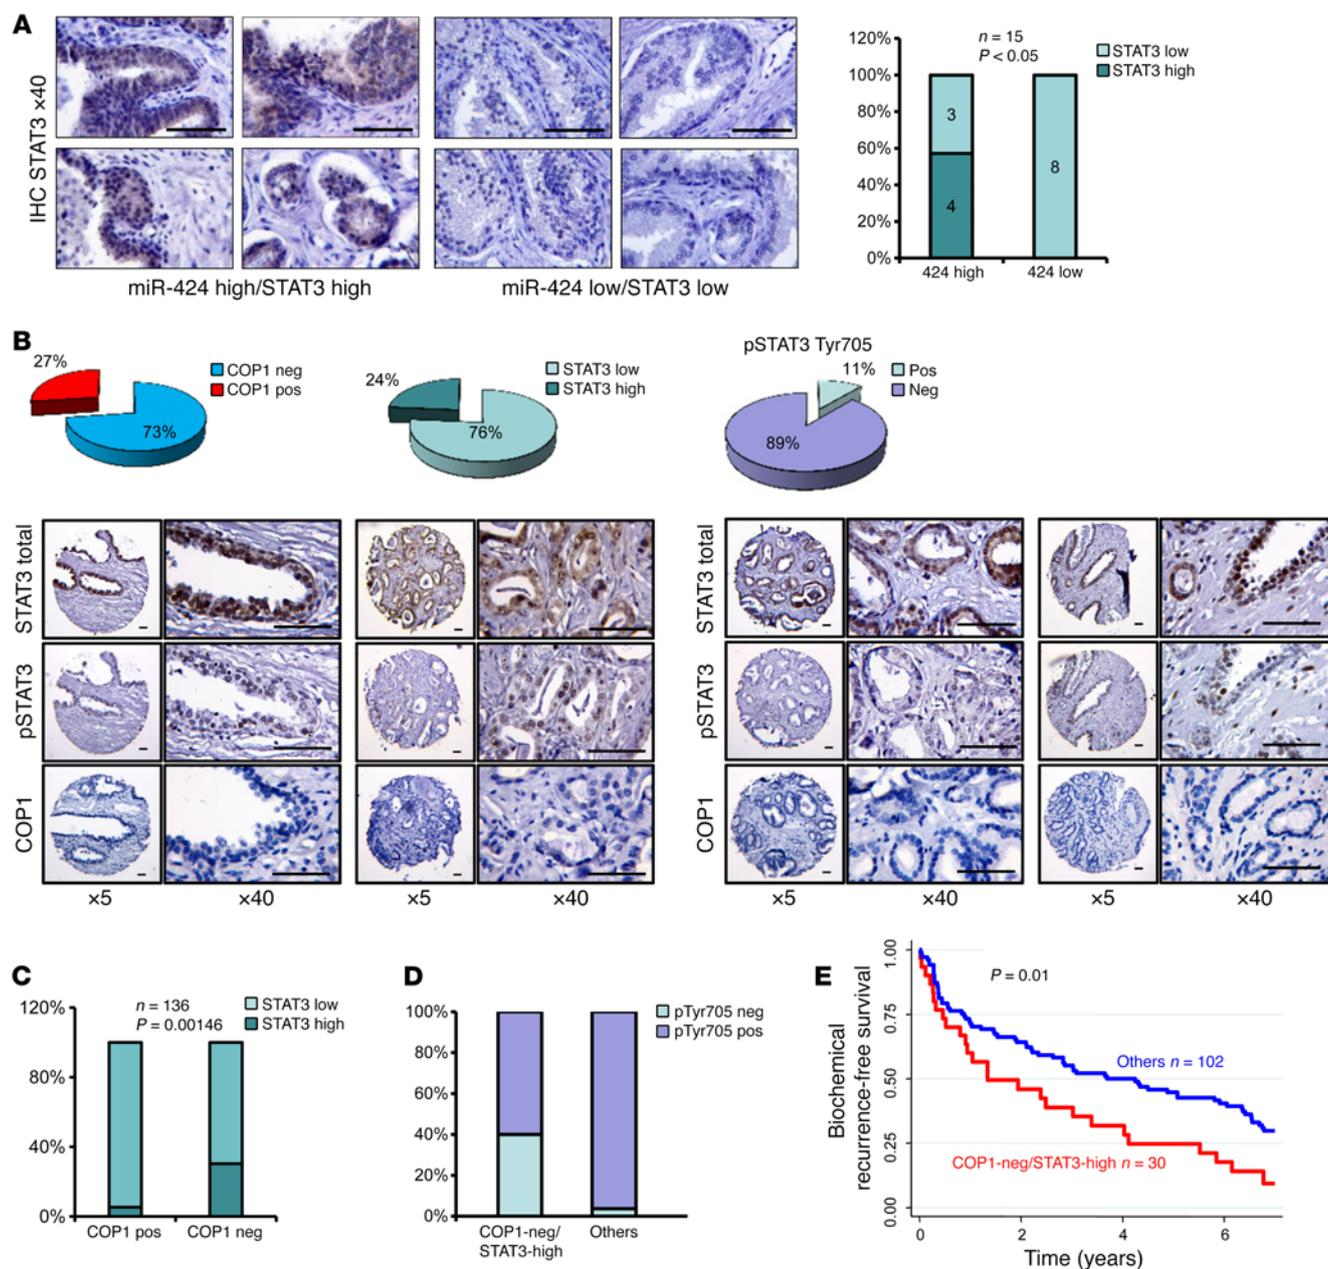 A
IHC STAT3 ×40
miR-424 high/STAT3 high
miR-424 low/STAT3 low
120%
100%
80%
60%
40%
20%
0%
n = 15
P < 0.05
STAT3 low
STAT3 high
3
4
8
424 high
424 low
B
27%
73%
COP1 neg
COP1 pos
24%
76%
STAT3 low
STAT3 high
pSTAT3 Tyr705
11%
89%
Pos
Neg
STAT3 total
pSTAT3
COP1
×5
×40
×5
×40
STAT3 total
pSTAT3
COP1
×5
×40
×5
×40
C
120%
80%
40%
0%
n = 136
P = 0.00146
STAT3 low
STAT3 high
COP1 pos
COP1 neg
D
100%
80%
60%
40%
20%
0%
pTyr705 neg
pTyr705 pos
COP1-neg/
STAT3-high
Others
E
Biochemical
recurrence-free survival
1.00
0.75
0.50
0.25
0.00
P = 0.01
Others n = 102
COP1-neg/STAT3-high n = 30
0
2
4
6
Time (years)